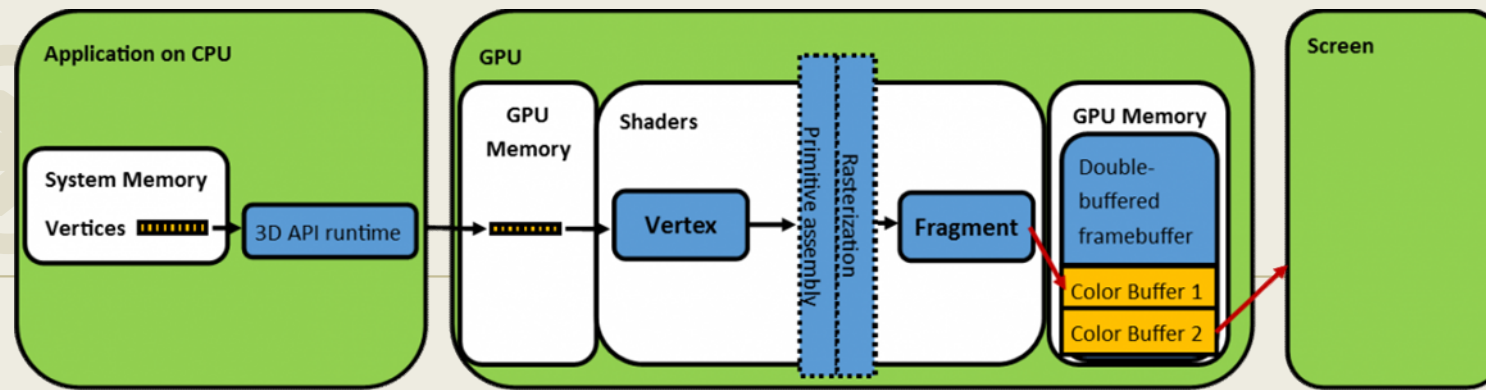 Application on CPU
System Memory
Vertices
3D API runtime
GPU
GPU
Memory
Shaders
Vertex
Primitive assembly
Rasterization
Fragment
GPU Memory
Double-
buffered
framebuffer
Color Buffer 1
Color Buffer 2
Screen